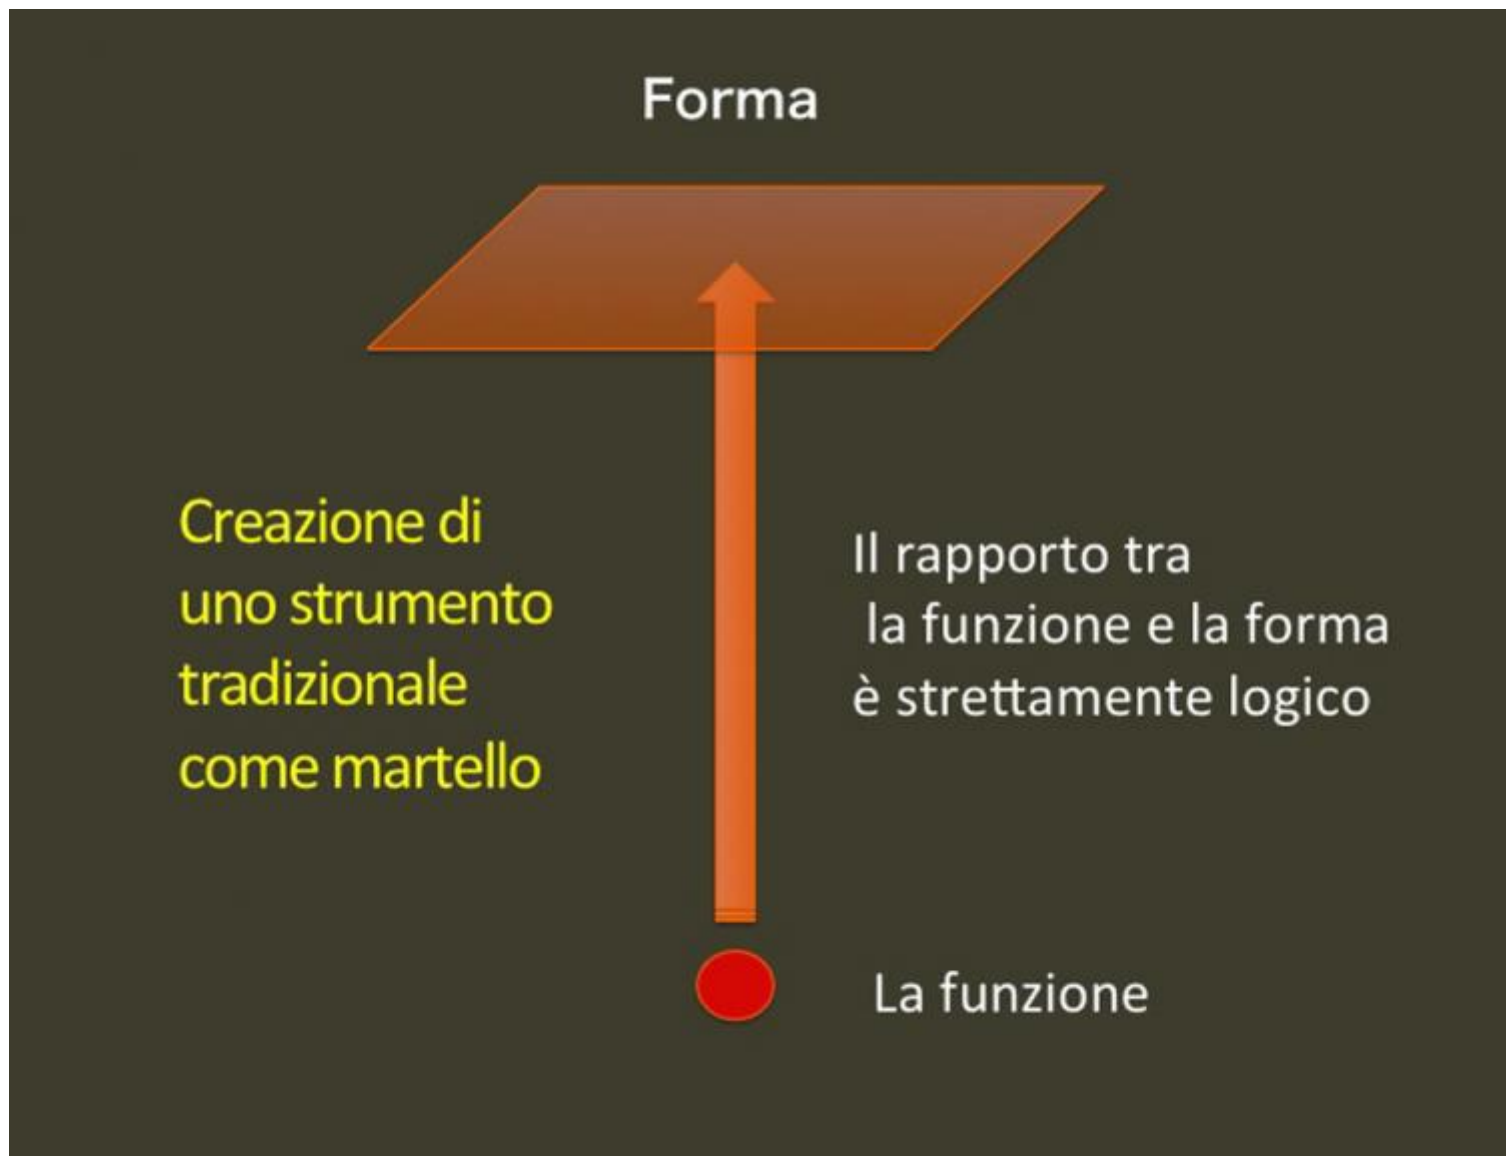 Forma
Creazione di
uno strumento
tradizionale
come martello
Il rapporto tra
la funzione e la forma
è strettamente logico
La funzione